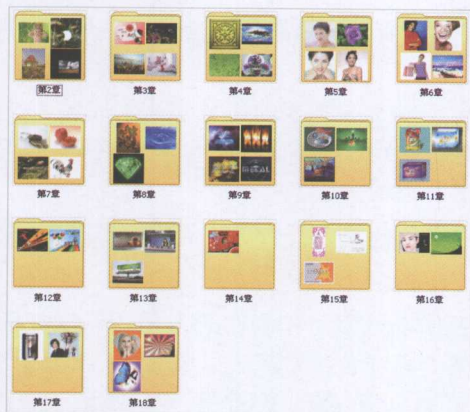 第2章 第3章 第4章 第5章 第6章
第7章 第8章 第9章 第10章 第11章
第12章 第13章 第14章 第15章 第16章
第17章 第18章